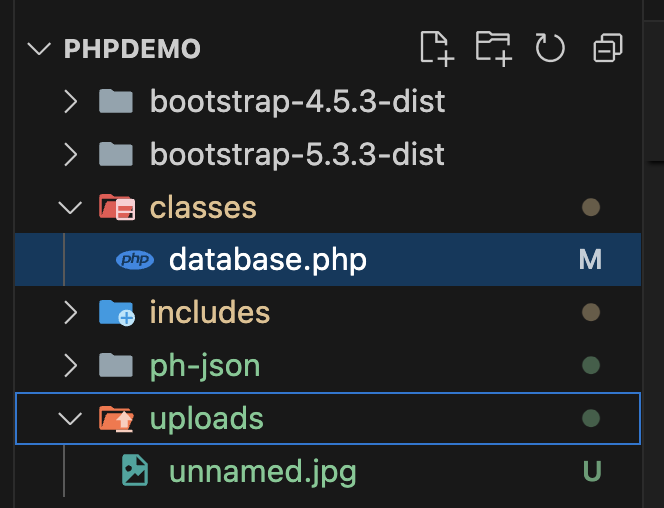 PHPDEMO
bootstrap-4.5.3-dist
bootstrap-5.3.3-dist
classes
php database.php M
includes
ph-json
uploads
unnamed.jpg U